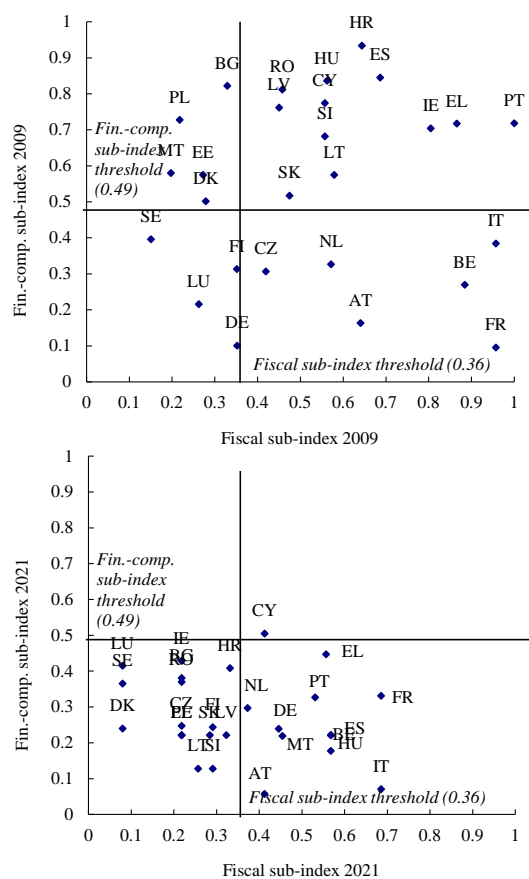 1
0.9
0.8
0.7
0.6
0.5
0.4
0.3
0.2
0.1
0
HR
ES
HU
RO
BG
CY
LV
PL
IE
EL
PT
SI
Fin.-comp.
sub-index
threshold
(0.49)
MT
EE
LT
DK
SK
SE
IT
FI
CZ
NL
BE
LU
AT
DE
FR
Fiscal sub-index threshold (0.36)
0 0.1 0.2 0.3 0.4 0.5 0.6 0.7 0.8 0.9 1
Fiscal sub-index 2009
Fin.-comp. sub-index 2009
1
0.9
0.8
0.7
0.6
0.5
0.4
0.3
0.2
0.1
0
Fin.-comp.
sub-index
threshold
(0.49)
CY
LU
IE
HR
EL
SE
BG
RO
NL
PT
FR
DK
CZ
EE
FI
SK
LV
DE
MT
BE
ES
HU
LT
SI
AT
IT
Fiscal sub-index threshold (0.36)
0 0.1 0.2 0.3 0.4 0.5 0.6 0.7 0.8 0.9 1
Fiscal sub-index 2021
Fin.-comp. sub-index 2021